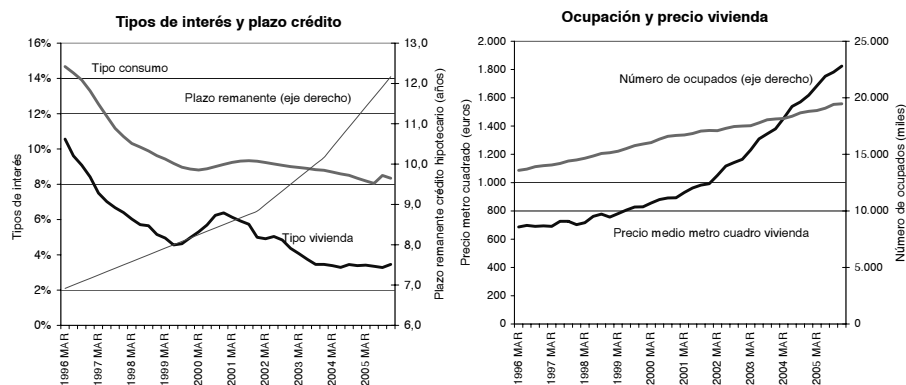 Tipos de interés y plazo crédito
16%
14%
12%
10%
8%
6%
4%
2%
0%
Tipos de interés
13,0
12,0
11,0
10,0
9,0
8,0
7,0
6,0
Plazo remanente crédito hipotecario (años)
Tipo consumo
Plazo remanente (eje derecho)
Tipo vivienda
1996 MAR
1997 MAR
1998 MAR
1999 MAR
2000 MAR
2001 MAR
2002 MAR
2003 MAR
2004 MAR
2005 MAR
Ocupación y precio vivienda
2.000
1.800
1.600
1.400
1.200
1.000
800
600
400
200
0
Precio metro cuadrado (euros)
25.000
20.000
15.000
10.000
5.000
0
Número de ocupados (miles)
Número de ocupados (eje derecho)
Precio medio metro cuadro vivienda
1996 MAR
1997 MAR
1998 MAR
1999 MAR
2000 MAR
2001 MAR
2002 MAR
2003 MAR
2004 MAR
2005 MAR